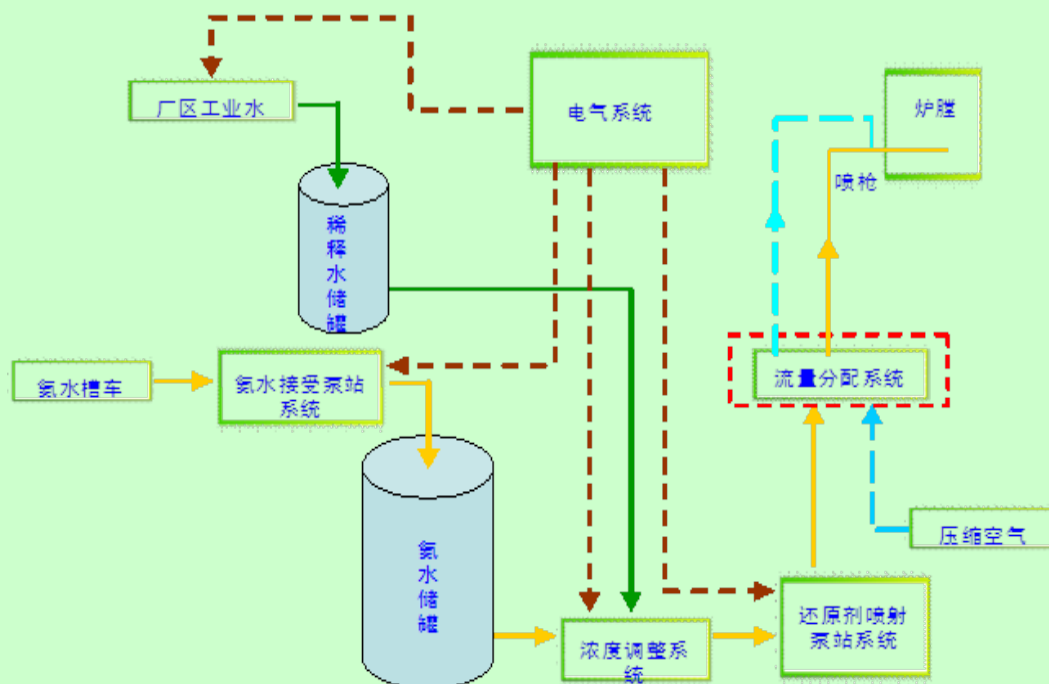 厂区工业水
电气系统
炉膛
喷枪
稀
释
水
储
罐
氨水槽车
氨水接受泵站
系统
流量分配系统
压缩空气
氨
水
储
罐
浓度调整系
统
还原剂喷射
泵站系统